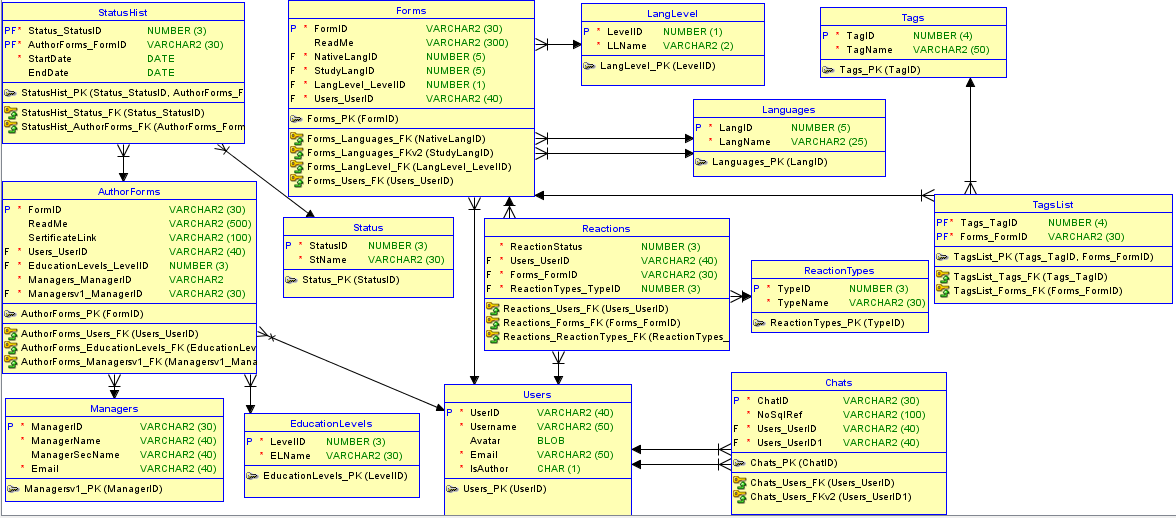 StatusHist
PF* Status_StatusID NUMBER (3)
PF* AuthorForms_FormID VARCHAR2 (30)
* StartDate DATE
EndDate DATE
StatusHist_PK (Status_StatusID, AuthorForms_F
StatusHist_Status_FK (Status_StatusID)
StatusHist_AuthorForms_FK (AuthorForms_Form
Forms
P * FormID VARCHAR2 (30)
ReadMe VARCHAR2 (300)
F * NativeLangID NUMBER (5)
F * StudyLangID NUMBER (5)
F * LangLevel_LevelID NUMBER (1)
F * Users_UserID VARCHAR2 (40)
Forms_PK (FormID)
Forms_Languages_FK (NativeLangID)
Forms_Languages_FKv2 (StudyLangID)
Forms_LangLevel_FK (LangLevel_LevelID)
Forms_Users_FK (Users_UserID)
LangLevel
P * LevelID NUMBER (1)
* LLName VARCHAR2 (2)
LangLevel_PK (LevelID)
Tags
P * TagID NUMBER (4)
* TagName VARCHAR2 (50)
Tags_PK (TagID)
Languages
P * LangID NUMBER (5)
* LangName VARCHAR2 (25)
Languages_PK (LangID)
AuthorForms
P * FormID VARCHAR2 (30)
ReadMe VARCHAR2 (500)
SertificateLink VARCHAR2 (100)
F * Users_UserID VARCHAR2 (40)
F * EducationLevels_LevelID NUMBER (3)
* Managers_ManagerID VARCHAR2
F * Managersv1_ManagerID VARCHAR2 (30)
AuthorForms_PK (FormID)
AuthorForms_Users_FK (Users_UserID)
AuthorForms_EducationLevels_FK (EducationLev
AuthorForms_Managersv1_FK (Managersv1_Mana
Status
P * StatusID NUMBER (3)
* StName VARCHAR2 (30)
Status_PK (StatusID)
Reactions
* ReactionStatus NUMBER (3)
F * Users_UserID VARCHAR2 (40)
F * Forms_FormID VARCHAR2 (30)
F * ReactionTypes_TypeID NUMBER (3)
Reactions_Users_FK (Users_UserID)
Reactions_Forms_FK (Forms_FormID)
Reactions_ReactionTypes_FK (ReactionTypes_
TagsList
PF* Tags_TagID NUMBER (4)
PF* Forms_FormID VARCHAR2 (30)
TagsList_PK (Tags_TagID, Forms_FormID)
TagsList_Tags_FK (Tags_TagID)
TagsList_Forms_FK (Forms_FormID)
ReactionTypes
P * TypeID NUMBER (3)
* TypeName VARCHAR2 (30)
ReactionTypes_PK (TypeID)
Managers
P * ManagerID VARCHAR2 (30)
* ManagerName VARCHAR2 (40)
ManagerSecName VARCHAR2 (40)
* Email VARCHAR2 (40)
Managersv1_PK (ManagerID)
EducationLevels
P * LevelID NUMBER (3)
* ELName VARCHAR2 (30)
EducationLevels_PK (LevelID)
Users
P * UserID VARCHAR2 (40)
* Username VARCHAR2 (50)
Avatar BLOB
* Email VARCHAR2 (50)
* IsAuthor CHAR (1)
Users_PK (UserID)
Chats
P * ChatID VARCHAR2 (30)
* NoSqlRef VARCHAR2 (100)
F * Users_UserID VARCHAR2 (40)
F * Users_UserID1 VARCHAR2 (40)
Chats_PK (ChatID)
Chats_Users_FK (Users_UserID)
Chats_Users_FKv2 (Users_UserID1)